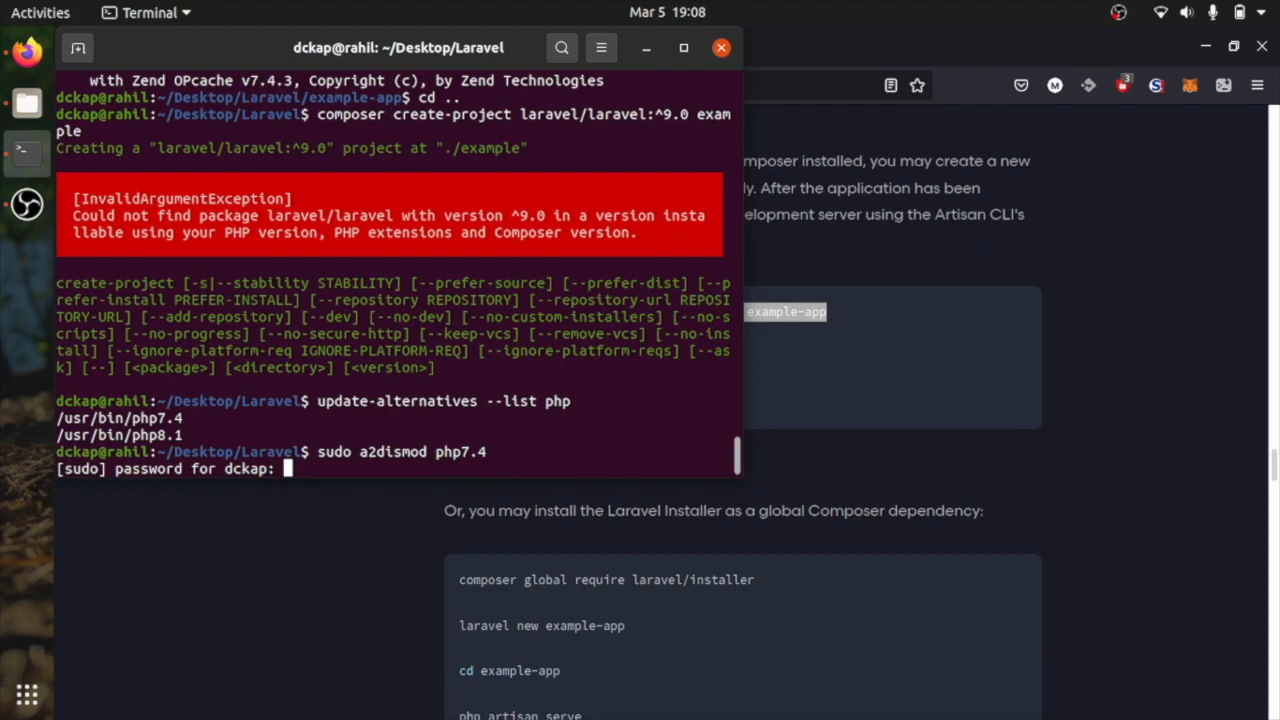 Activities
Terminal
Mar 5 19:08
dckap@rahil: ~/Desktop/Laravel
with Zend OPcache v7.4.3, Copyright (c), by Zend Technologies
dckap@rahil:~/Desktop/Laravel/example-app$ cd ..
dckap@rahil:~/Desktop/Laravel$ composer create-project laravel/laravel:^9.0 exam
ple
Creating a "laravel/laravel:^9.0" project at "./example"
[InvalidArgumentException]
Could not find package laravel/laravel with version ^9.0 in a version insta
llable using your PHP version, PHP extensions and Composer version.
create-project [-s|--stability STABILITY] [--prefer-source] [--prefer-dist] [--p
refer-install PREFER-INSTALL] [--repository REPOSITORY] [--repository-url REPOSI
TORY-URL] [--add-repository] [--dev] [--no-dev] [--no-custom-installers] [--no-s
cripts] [--no-progress] [--no-secure-http] [--keep-vcs] [--remove-vcs] [--no-ins
tall] [--ignore-platform-req IGNORE-PLATFORM-REQ] [--ignore-platform-reqs] [--as
k] [--] [<package>] [<directory>] [<version>]
dckap@rahil:~/Desktop/Laravel$ update-alternatives --list php
/usr/bin/php7.4
/usr/bin/php8.1
dckap@rahil:~/Desktop/Laravel$ sudo a2dismod php7.4
[sudo] password for dckap:
3
mposer installed, you may create a new
ly. After the application has been
elopment server using the Artisan CLI's
example-app
Or, you may install the Laravel Installer as a global Composer dependency:
composer global require laravel/installer
laravel new example-app
cd example-app
php artisan serve